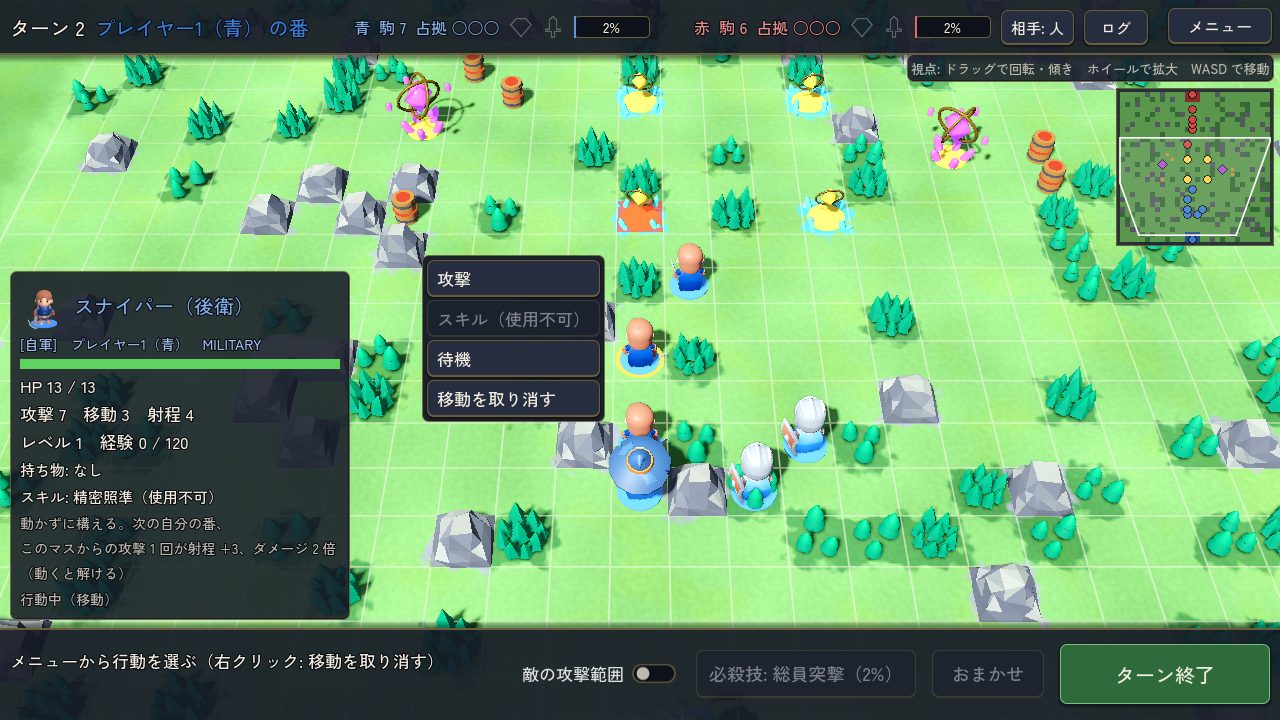 ターン 2 プレイヤー1（青）の番
青 駒 7 占拠 〇〇〇 2%
赤 駒 6 占拠 〇〇〇 2%
相手: 人
ログ
メニュー
視点: ドラッグで回転・傾き ホイールで拡大 WASD で移動
攻撃
スキル（使用不可）
待機
移動を取り消す
スナイパー（後衛）
[自軍] プレイヤー1（青） MILITARY
HP 13 / 13
攻撃 7 移動 3 射程 4
レベル 1 経験 0 / 120
持ち物: なし
スキル: 精密照準（使用不可）
動かずに構える。次の自分の番、
このマスからの攻撃 1 回が射程 +3、ダメージ 2 倍
（動くと解ける）
行動中（移動）
メニューから行動を選ぶ（右クリック: 移動を取り消す）
敵の攻撃範囲
必殺技: 総員突撃（2%）
おまかせ
ターン終了